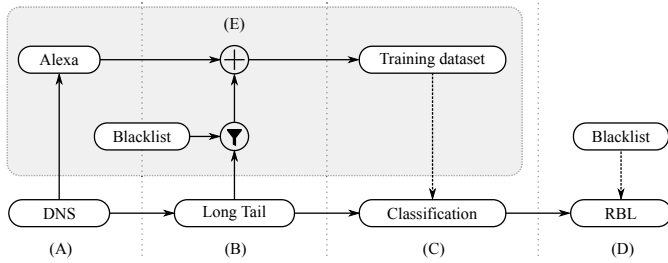 (E)
Alexa
Training dataset
Blacklist
Blacklist
DNS
Long Tail
Classification
RBL
(A)
(B)
(C)
(D)